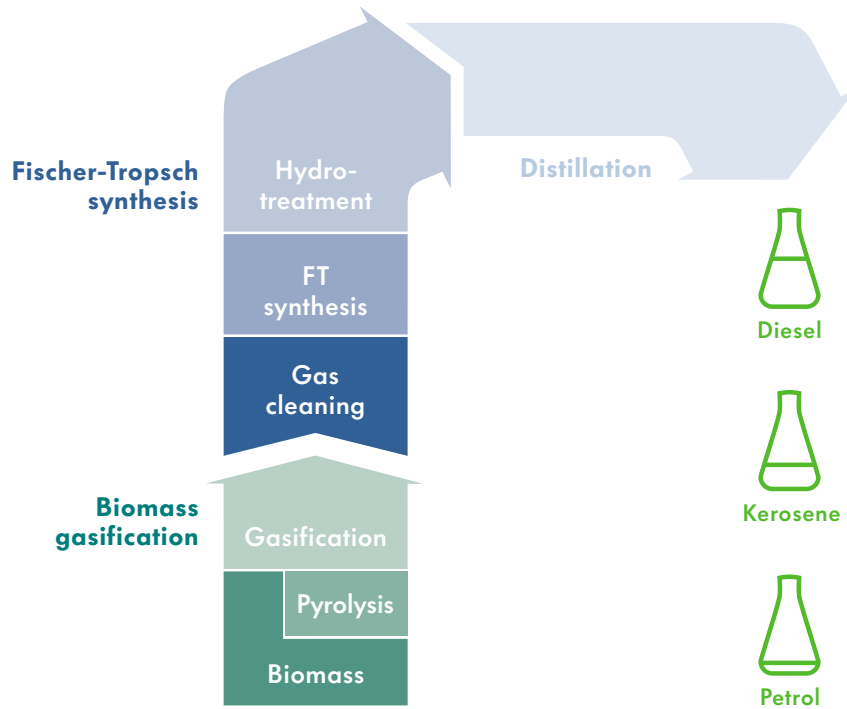 Fischer-Tropsch
synthesis
Hydro-
treatment
Distillation
FT
synthesis
Diesel
Gas
cleaning
Biomass
gasification
Gasification
Kerosene
Pyrolysis
Biomass
Petrol